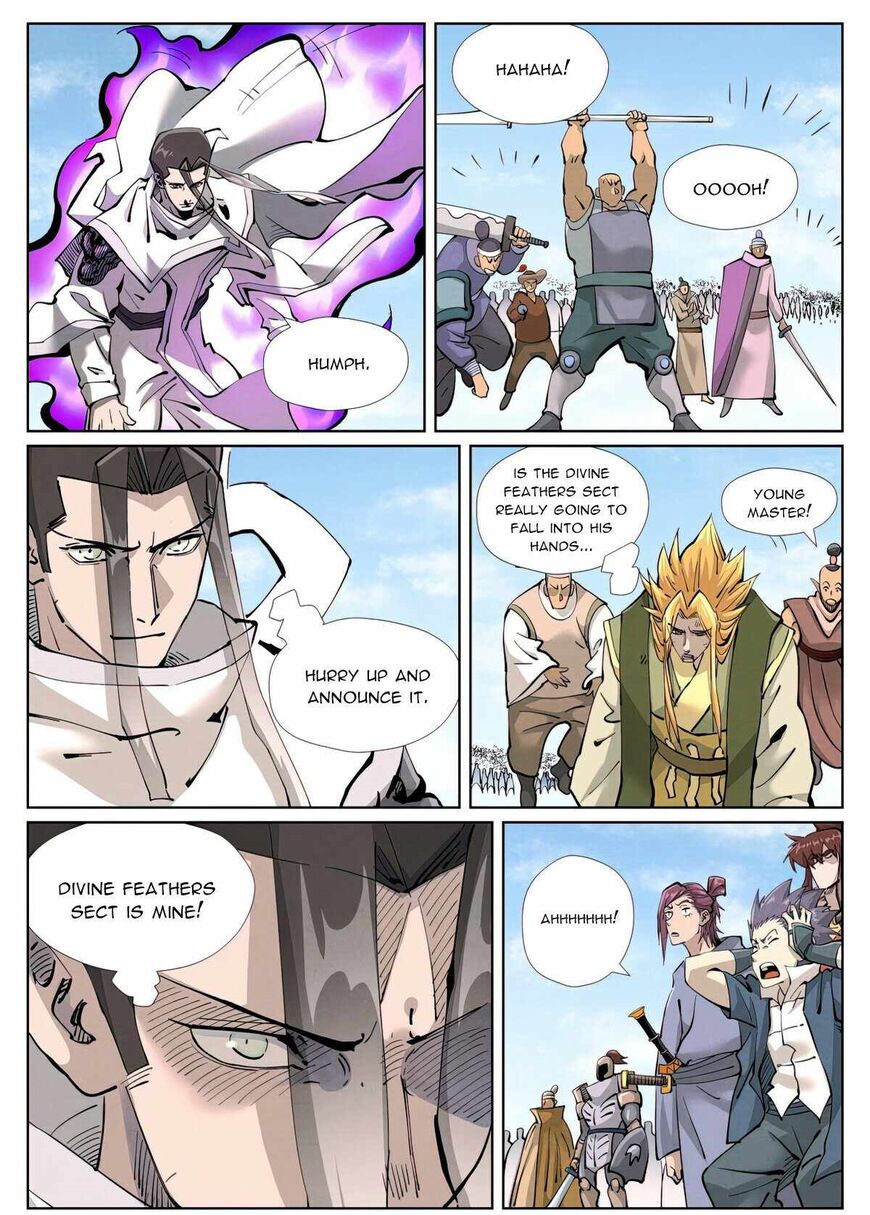 HUMPH.
HAHAHA!
OOOOH!
HURRY UP AND
ANNOUNCE IT.
IS THE DIVINE
FEATHERS SECT
REALLY GOING TO
FALL INTO HIS
HANDS...
YOUNG
MASTER!
DIVINE FEATHERS
SECT IS MINE!
AHHHHHHH!